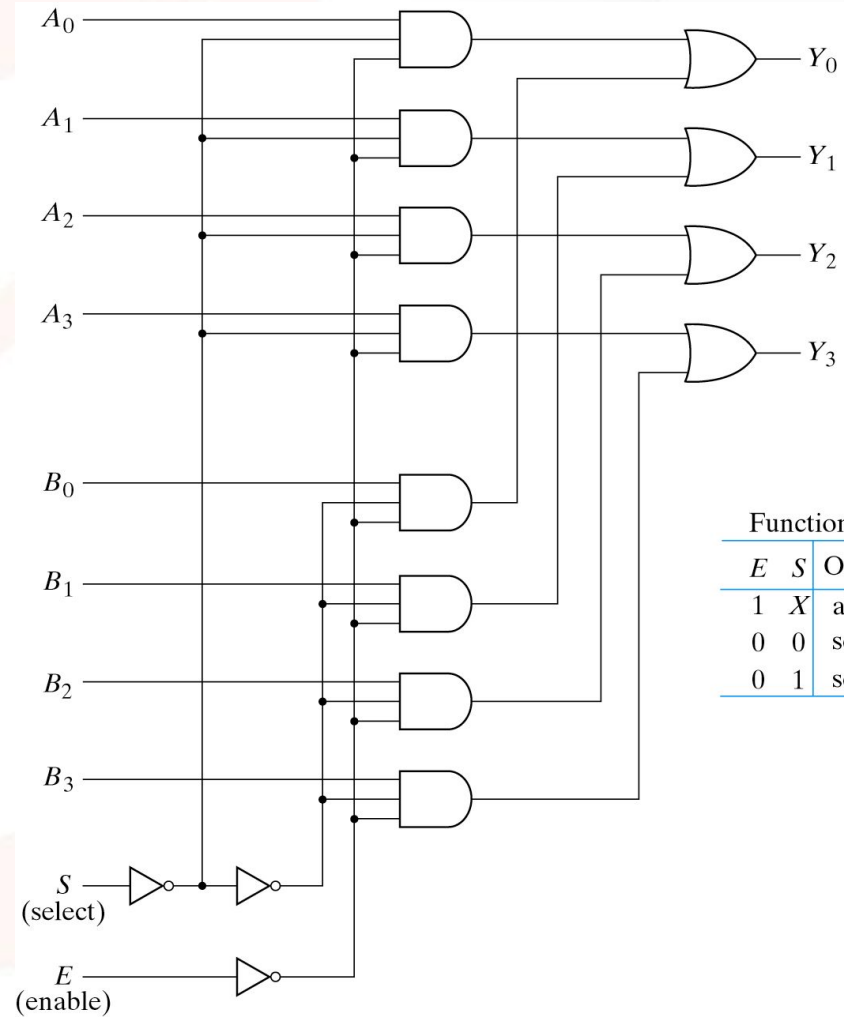 A0
Y0
A1
Y1
A2
Y2
A3
Y3
B0
B1
B2
B3
S
(select)
E
(enable)
E S
1 X
0 0
0 1